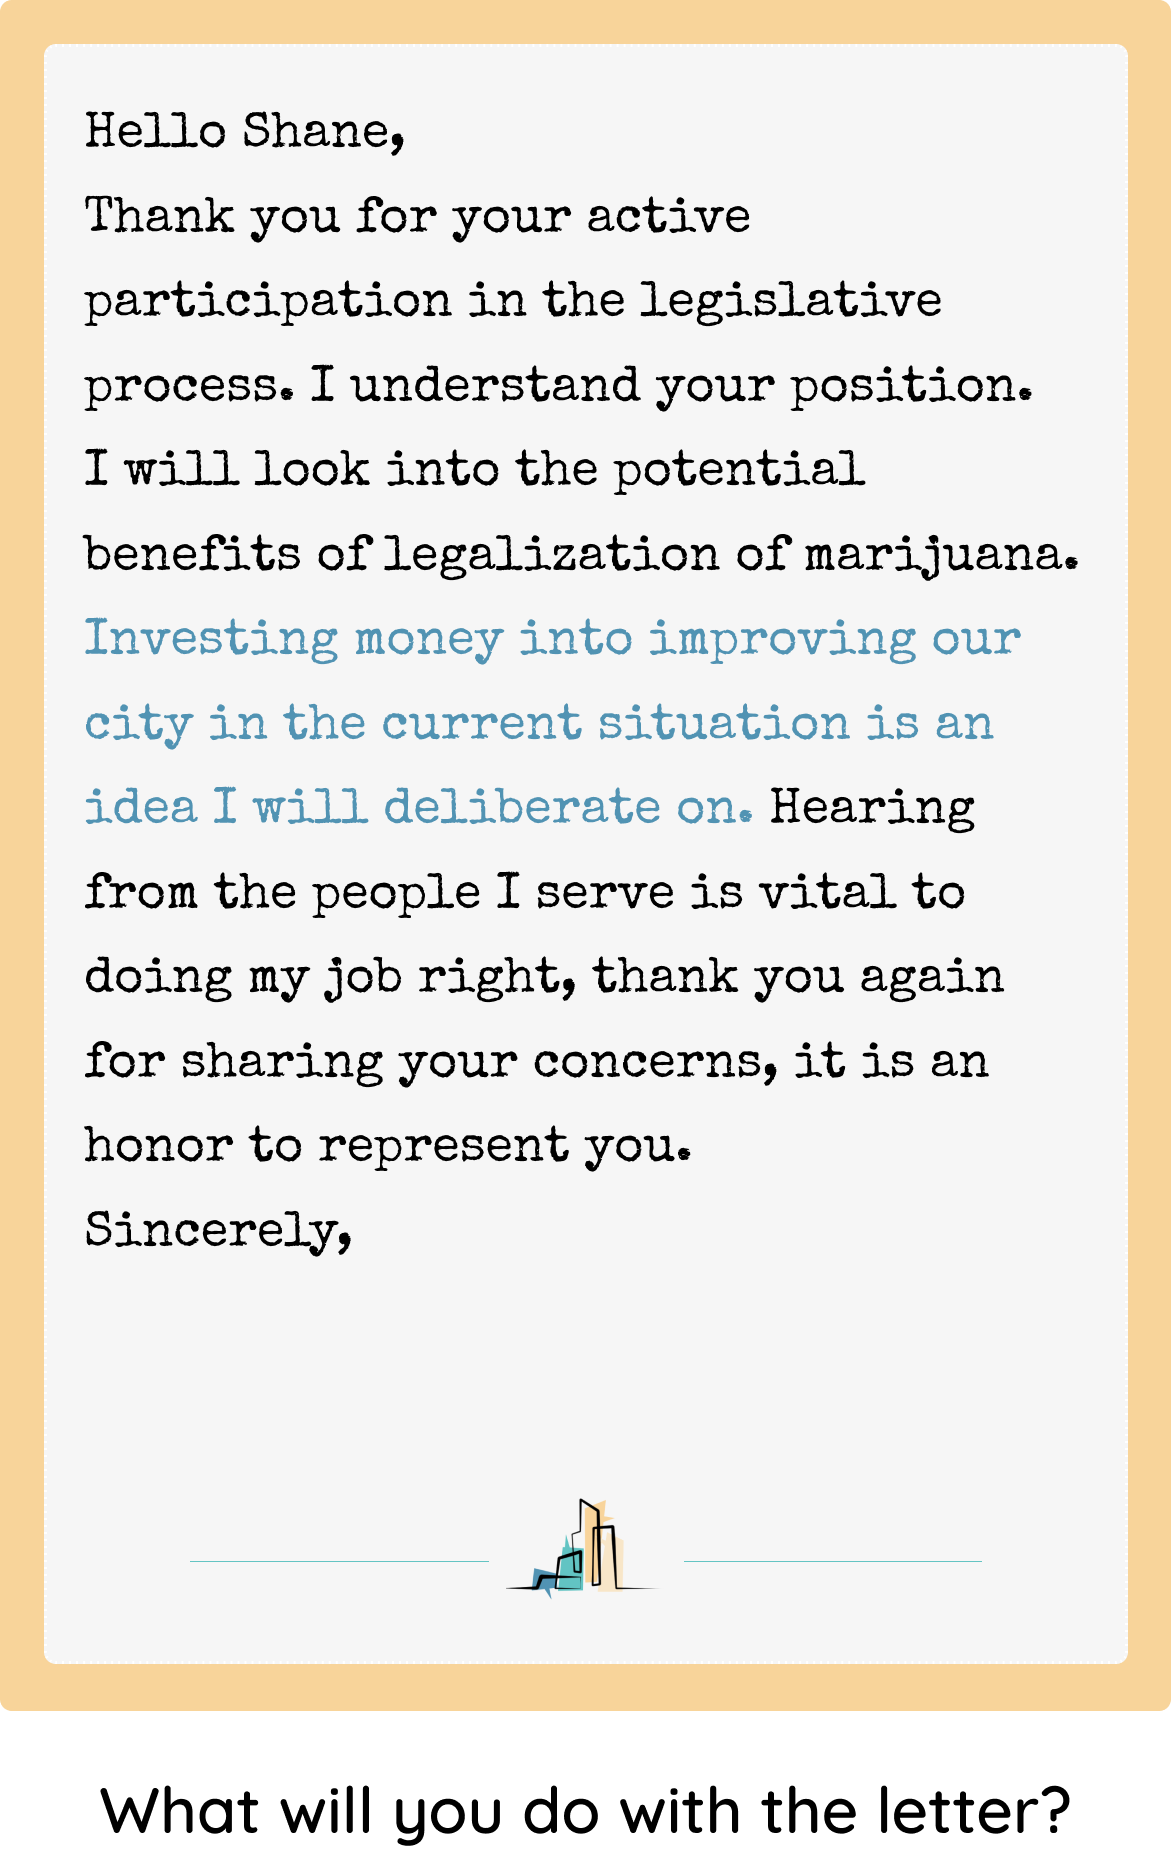 Hello Shane,
Thank you for your active
participation in the legislative
process. I understand your position.
I will look into the potential
benefits of legalization of marijuana.
Investing money into improving our
city in the current situation is an
idea I will deliberate on. Hearing
from the people I serve is vital to
doing my job right, thank you again
for sharing your concerns, it is an
honor to represent you.
Sincerely,
What will you do with the letter?